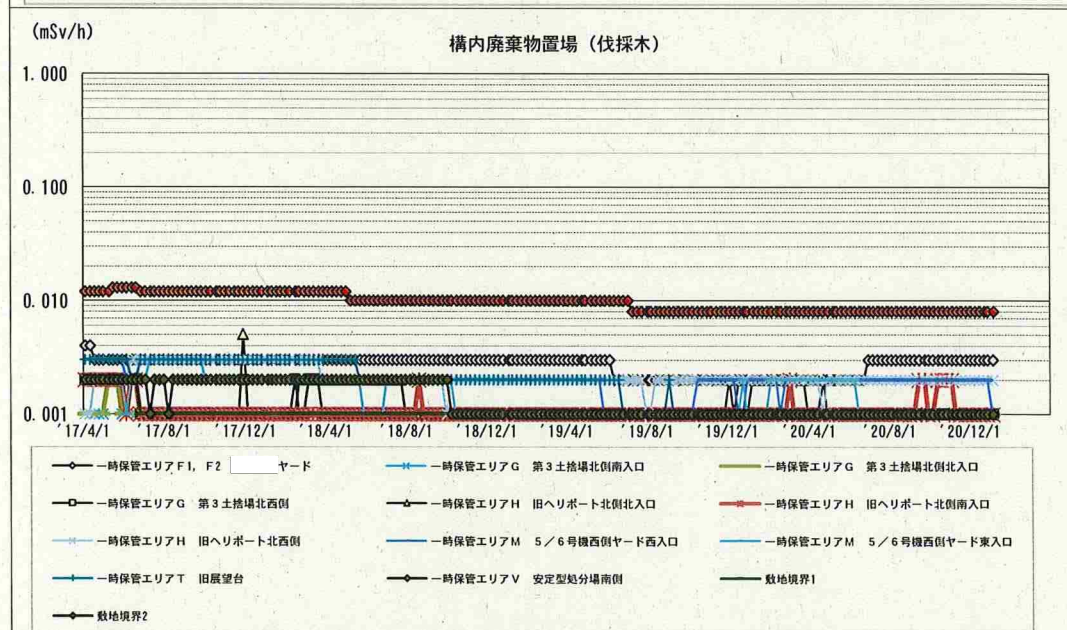 (mSv/h)
構内廃棄物置場（伐採木）
1.000
0.100
0.010
0.001
'17/4/1 '17/8/1 '17/12/1 '18/4/1 '18/8/1 '18/12/1 '19/4/1 '19/8/1 '19/12/1 '20/4/1 '20/8/1 '20/12/1
一時保管エリアF1，F2 ヤード 一時保管エリアG 第3土捨場北側南入口 一時保管エリアG 第3土捨場北側北入口
一時保管エリアG 第3土捨場北西側 一時保管エリアH 旧ヘリポート北側北入口 一時保管エリアH 旧ヘリポート北側南入口
一時保管エリアH 旧ヘリポート北西側 一時保管エリアM 5／6号機西側ヤード西入口 一時保管エリアM 5／6号機西側ヤード東入口
一時保管エリアT 旧展望台 一時保管エリアV 安定型処分場南側 敷地境界1
敷地境界2